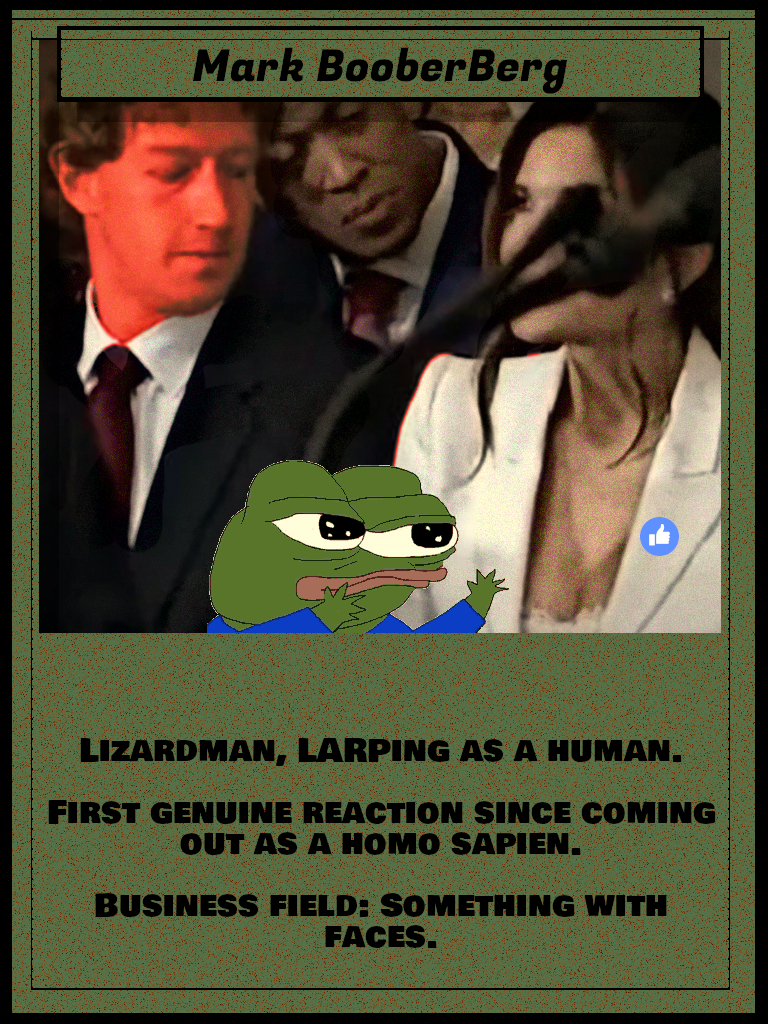 Mark BooberBerg
Lizardman, LARPing as a human.
First genuine reaction since coming
out as a homo sapien.
Business field: Something with
faces.